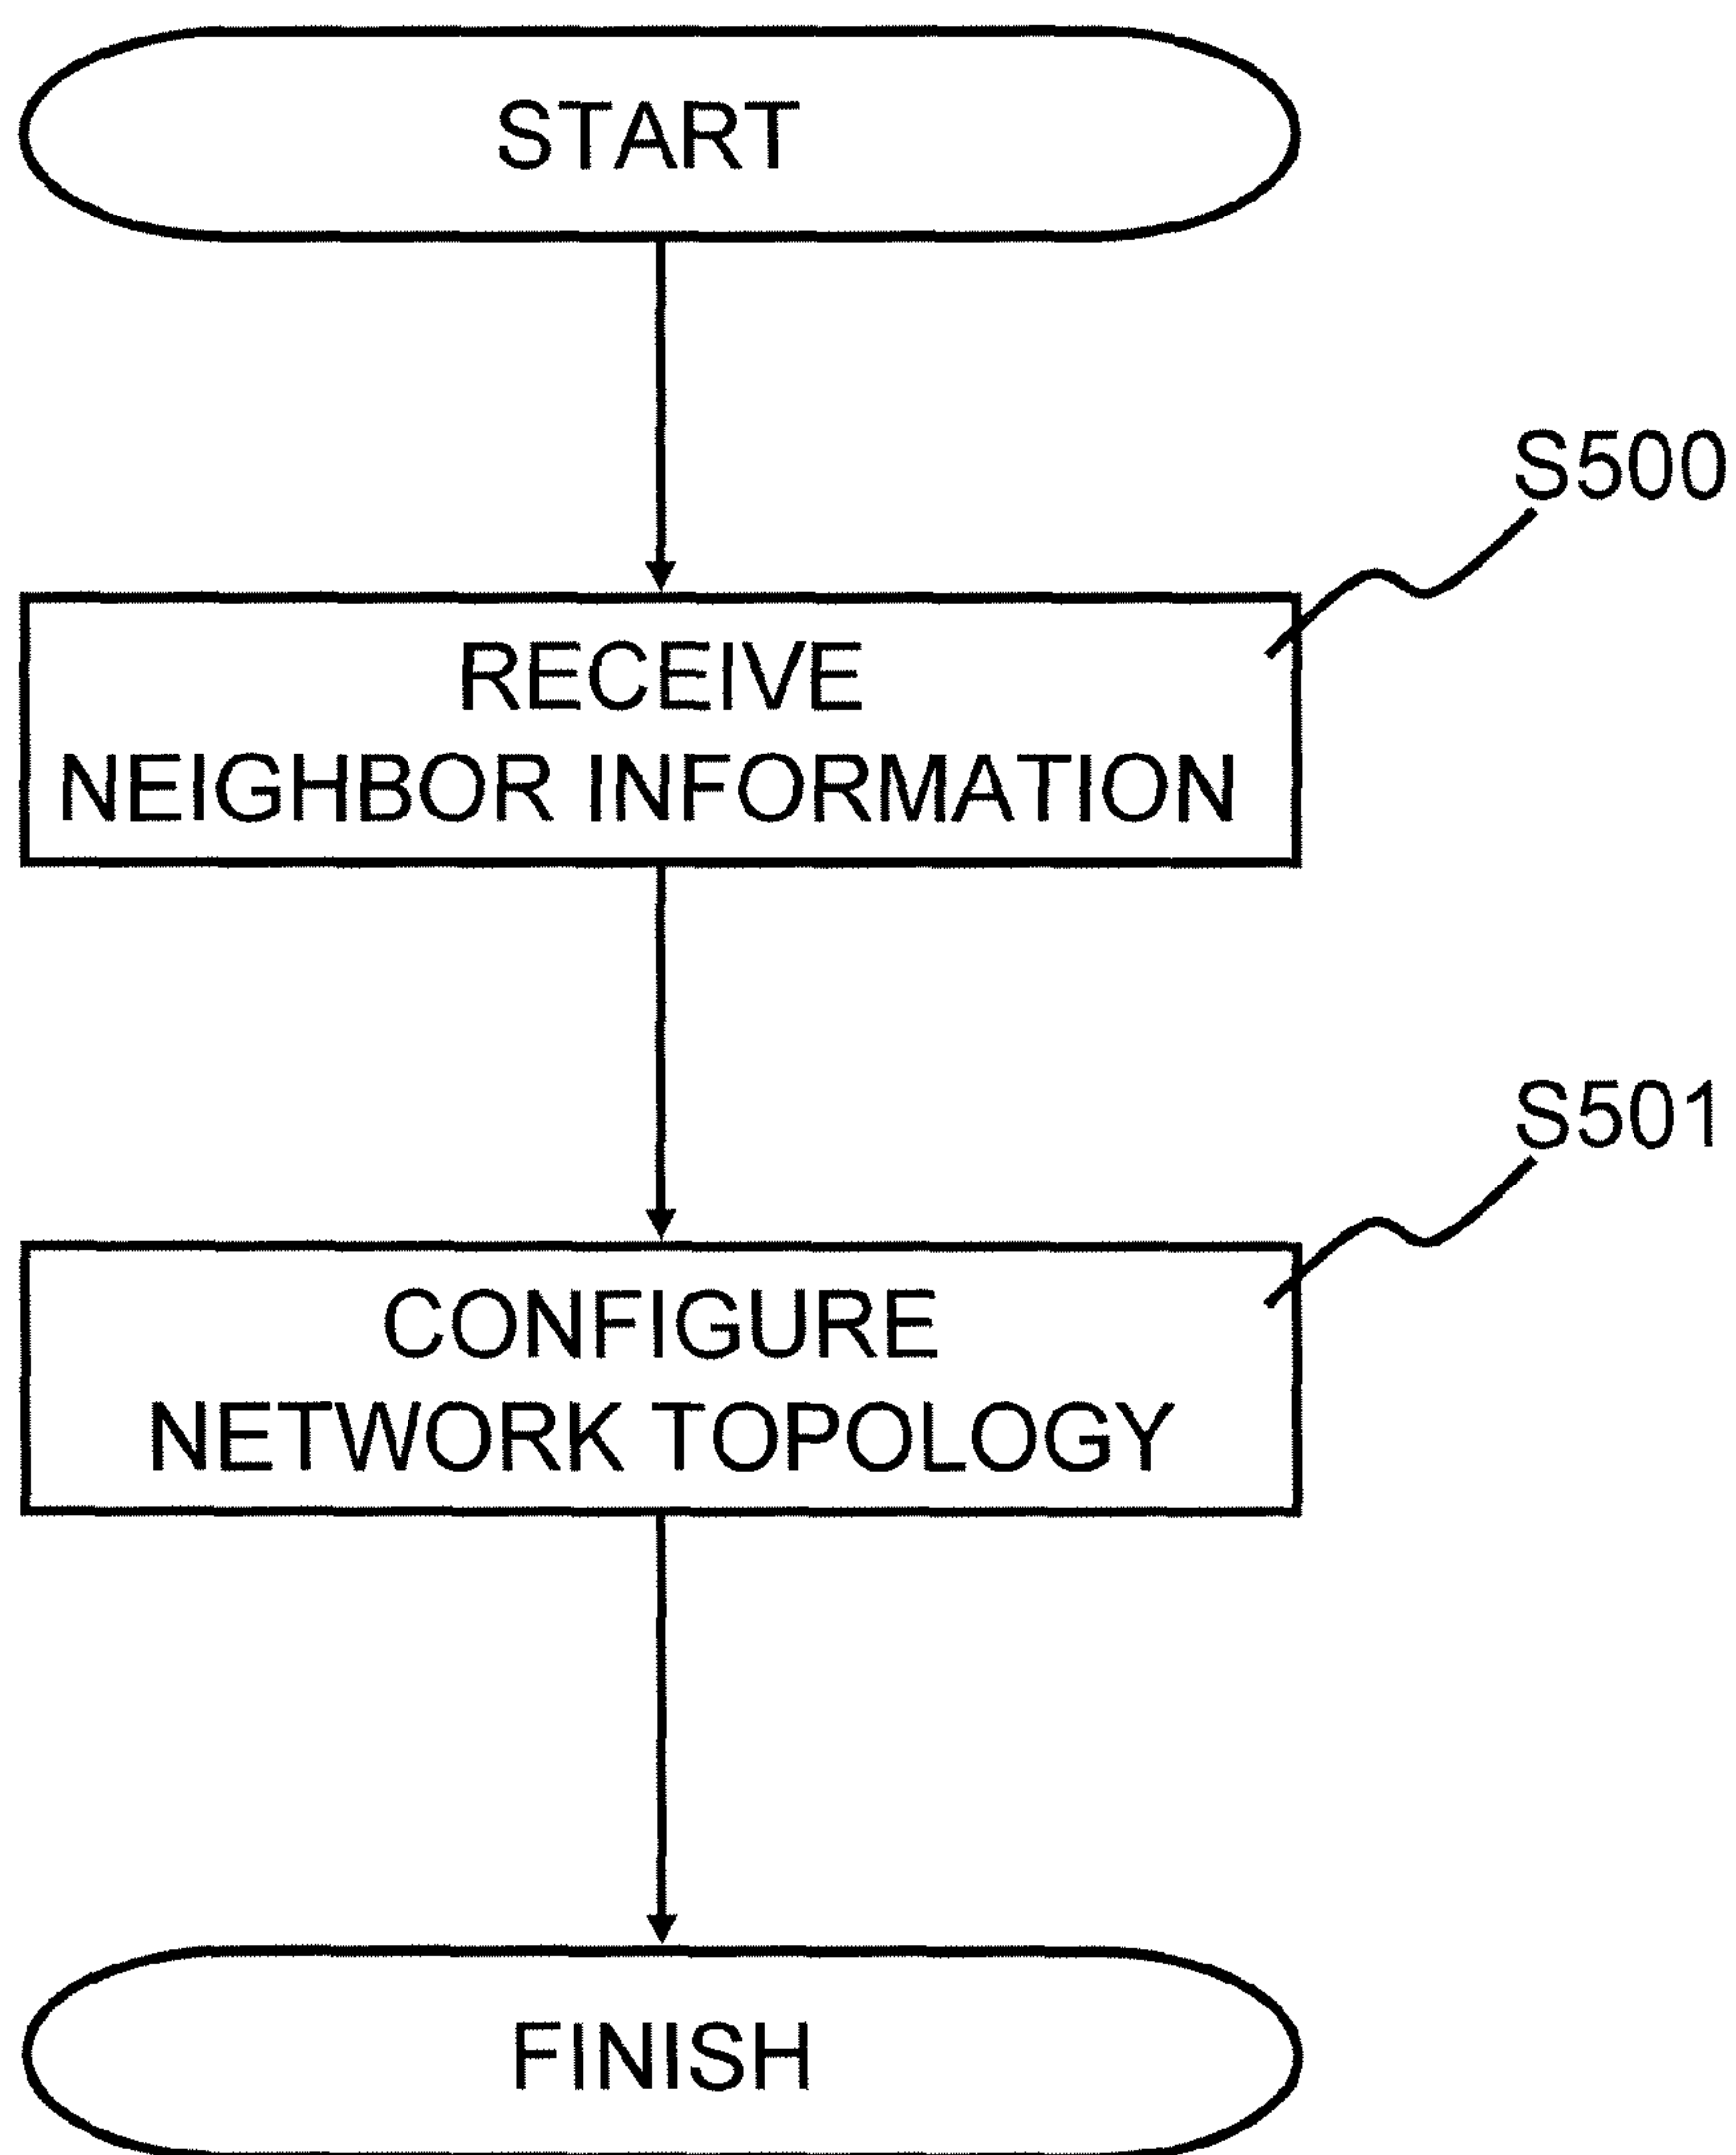 START
S500
RECEIVE
NEIGHBOR INFORMATION
S501
CONFIGURE
NETWORK TOPOLOGY
FINISH